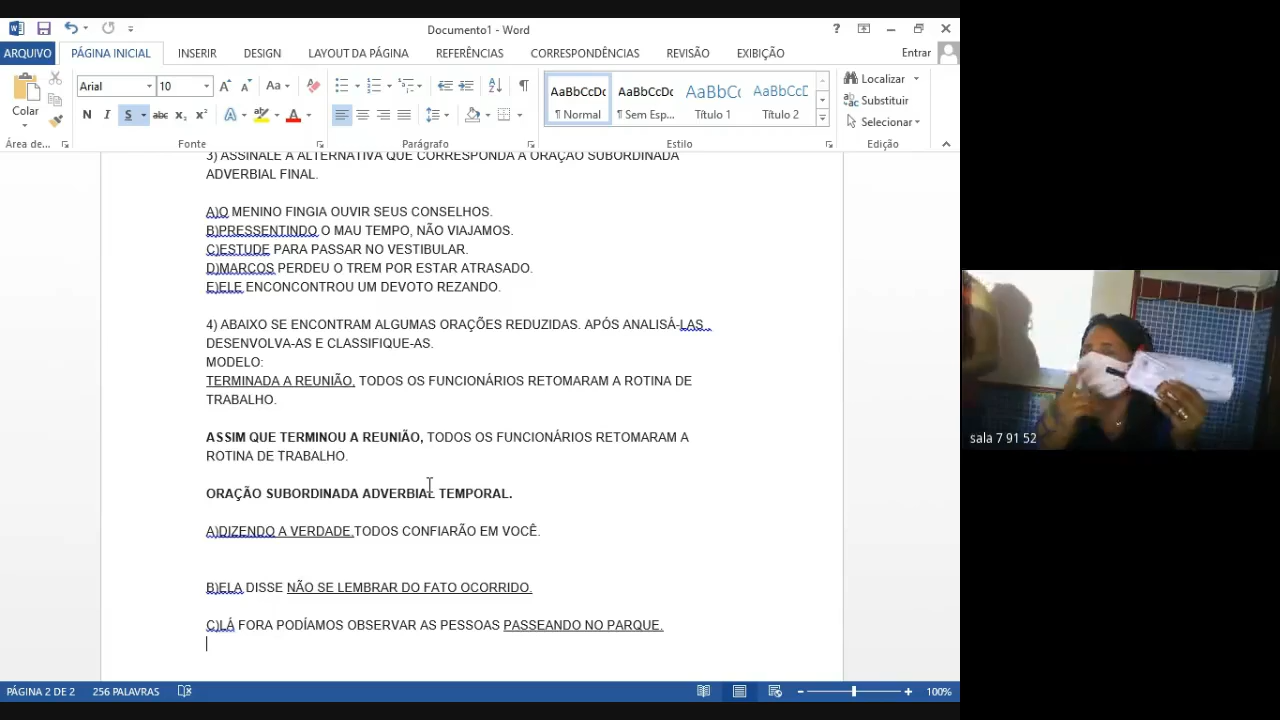 Documento1 - Word
ARQUIVO PÁGINA INICIAL INSERIR DESIGN LAYOUT DA PÁGINA REFERÊNCIAS CORRESPONDÊNCIAS REVISÃO EXIBIÇÃO Entrar
Colar
Arial 10
Aa
N I S abc x₂ x² A A
AaBbCcDc AaBbCcDc AaBbC AaBbCcD
¶ Normal ¶ Sem Esp... Título 1 Título 2
Localizar
Substituir
Selecionar
Área de... Fonte Parágrafo Estilo Edição
3) ASSINALE A ALTERNATIVA QUE CORRESPONDA A ORAÇÃO SUBORDINADA
ADVERBIAL FINAL.
A)O MENINO FINGIA OUVIR SEUS CONSELHOS.
B)PRESSENTINDO O MAU TEMPO, NÃO VIAJAMOS.
C)ESTUDE PARA PASSAR NO VESTIBULAR.
D)MARCOS PERDEU O TREM POR ESTAR ATRASADO.
E)ELE ENCONCONTROU UM DEVOTO REZANDO.
4) ABAIXO SE ENCONTRAM ALGUMAS ORAÇÕES REDUZIDAS. APÓS ANALISÁ-LAS ,
DESENVOLVA-AS E CLASSIFIQUE-AS.
MODELO:
TERMINADA A REUNIÃO, TODOS OS FUNCIONÁRIOS RETOMARAM A ROTINA DE
TRABALHO.
ASSIM QUE TERMINOU A REUNIÃO, TODOS OS FUNCIONÁRIOS RETOMARAM A
ROTINA DE TRABALHO.
ORAÇÃO SUBORDINADA ADVERBIAL TEMPORAL.
A)DIZENDO A VERDADE,TODOS CONFIARÃO EM VOCÊ.
B)ELA DISSE NÃO SE LEMBRAR DO FATO OCORRIDO.
C)LÁ FORA PODÍAMOS OBSERVAR AS PESSOAS PASSEANDO NO PARQUE.
PÁGINA 2 DE 2 256 PALAVRAS 100%
sala 7 91 52